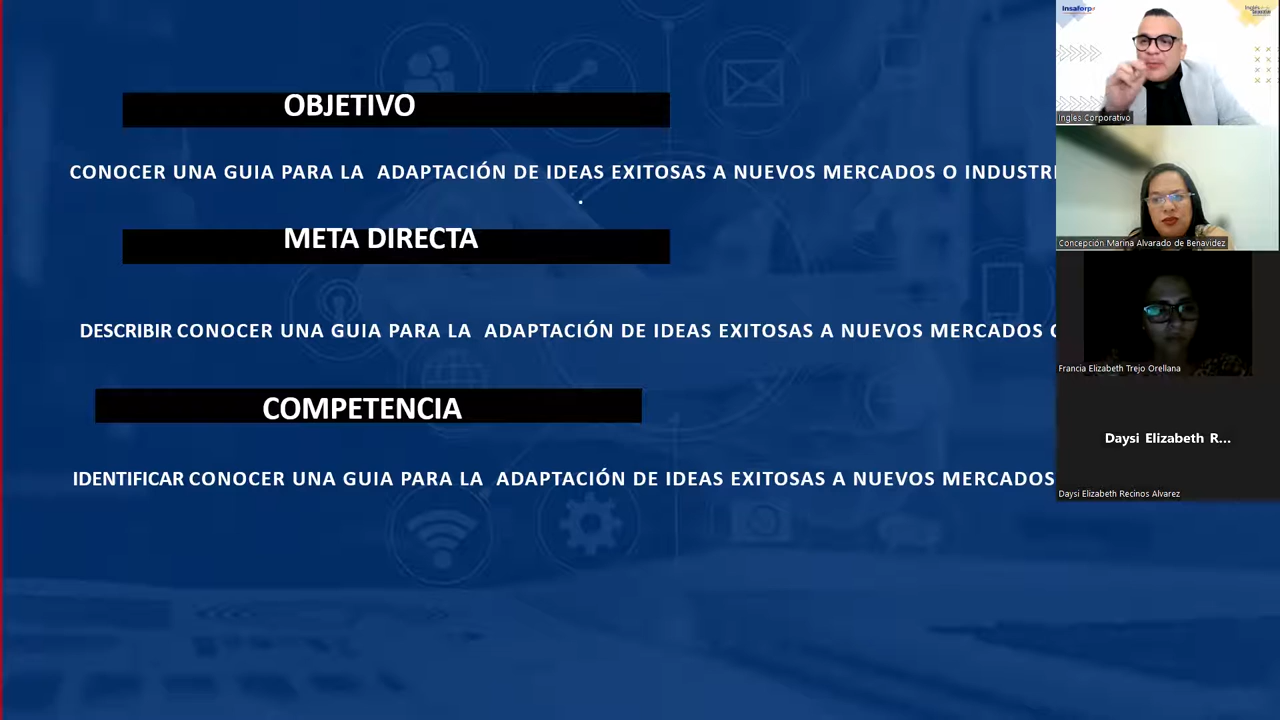 OBJETIVO
CONOCER UNA GUIA PARA LA ADAPTACIÓN DE IDEAS EXITOSAS A NUEVOS MERCADOS O INDUSTRI
.
META DIRECTA
DESCRIBIR CONOCER UNA GUIA PARA LA ADAPTACIÓN DE IDEAS EXITOSAS A NUEVOS MERCADOS
COMPETENCIA
IDENTIFICAR CONOCER UNA GUIA PARA LA ADAPTACIÓN DE IDEAS EXITOSAS A NUEVOS MERCADOS
Insaforp
Ingles Corporativo
Concepción Marina Alvarado de Benavidez
Francia Elizabeth Trejo Orellana
Daysi Elizabeth R...
Daysi Elizabeth Recinos Alvarez